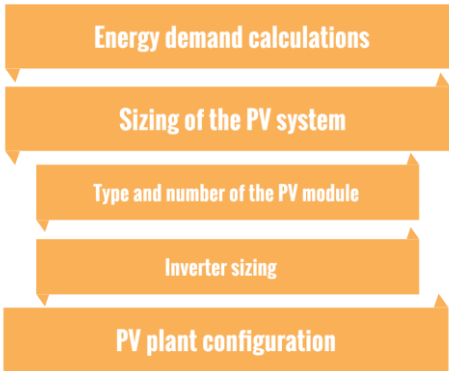 Energy demand calculations
Sizing of the PV system
Type and number of the PV module
Inverter sizing
PV plant configuration